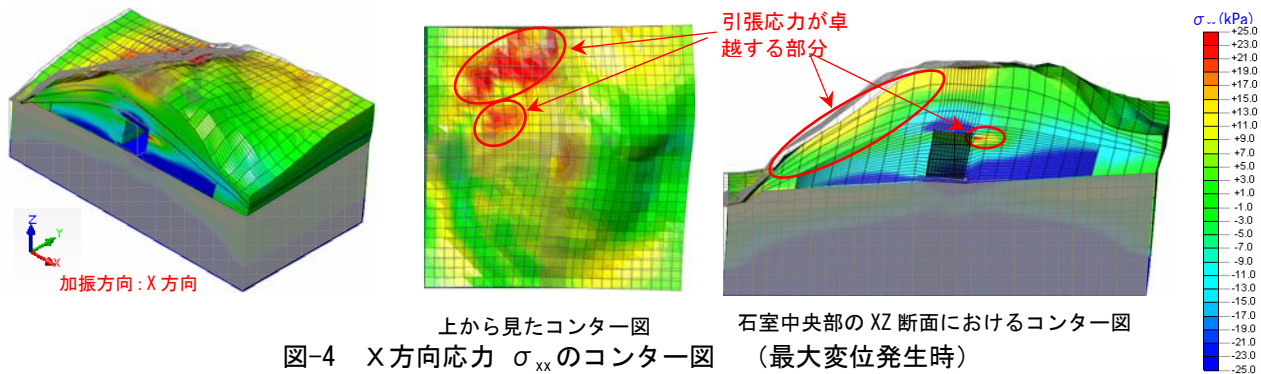 引張応力が卓
越する部分
σxx(kPa)
+25.0
+23.0
+21.0
+19.0
+17.0
+15.0
+13.0
+11.0
+9.0
+7.0
+5.0
+3.0
+1.0
-1.0
-3.0
-5.0
-7.0
-9.0
-11.0
-13.0
-15.0
-17.0
-19.0
-21.0
-23.0
-25.0
Z
Y
X
加振方向：X 方向
上から見たコンター図
石室中央部の XZ 断面におけるコンター図
図-4 X方向応力 σxxのコンター図 （最大変位発生時）